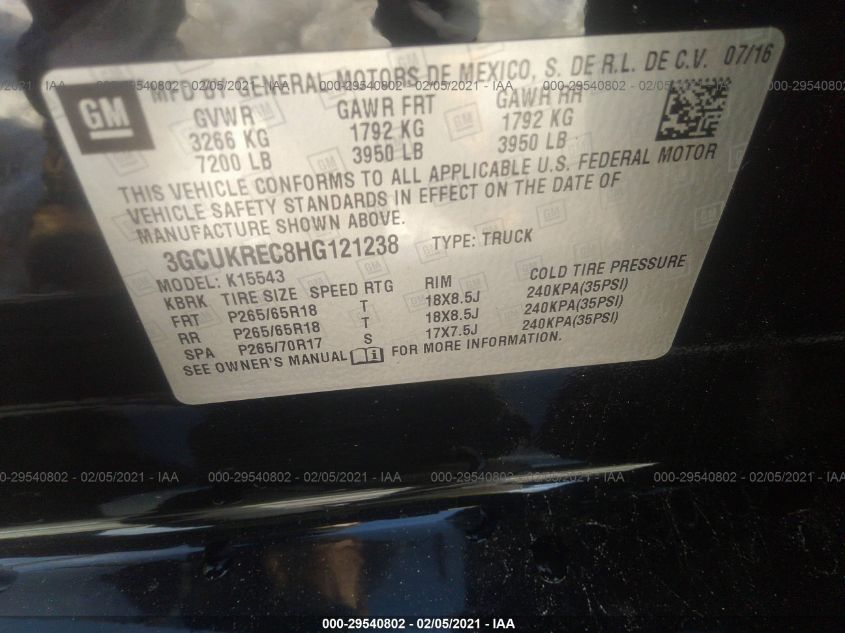 GM
MFD BY GENERAL MOTORS DE MEXICO, S. DE R.L. DE C.V. 07/16
GVWR GAWR FRT GAWR RR
3266 KG 1792 KG 1792 KG
7200 LB 3950 LB 3950 LB
THIS VEHICLE CONFORMS TO ALL APPLICABLE U.S. FEDERAL MOTOR
VEHICLE SAFETY STANDARDS IN EFFECT ON THE DATE OF
MANUFACTURE SHOWN ABOVE.
3GCUKREC8HG121238 TYPE: TRUCK
MODEL: K15543
KBRK TIRE SIZE SPEED RTG RIM COLD TIRE PRESSURE
FRT P265/65R18 T 18X8.5J 240KPA(35PSI)
RR P265/65R18 T 18X8.5J 240KPA(35PSI)
SPA P265/70R17 S 17X7.5J 240KPA(35PSI)
SEE OWNER'S MANUAL FOR MORE INFORMATION.
000-29540802 - 02/05/2021 - IAA